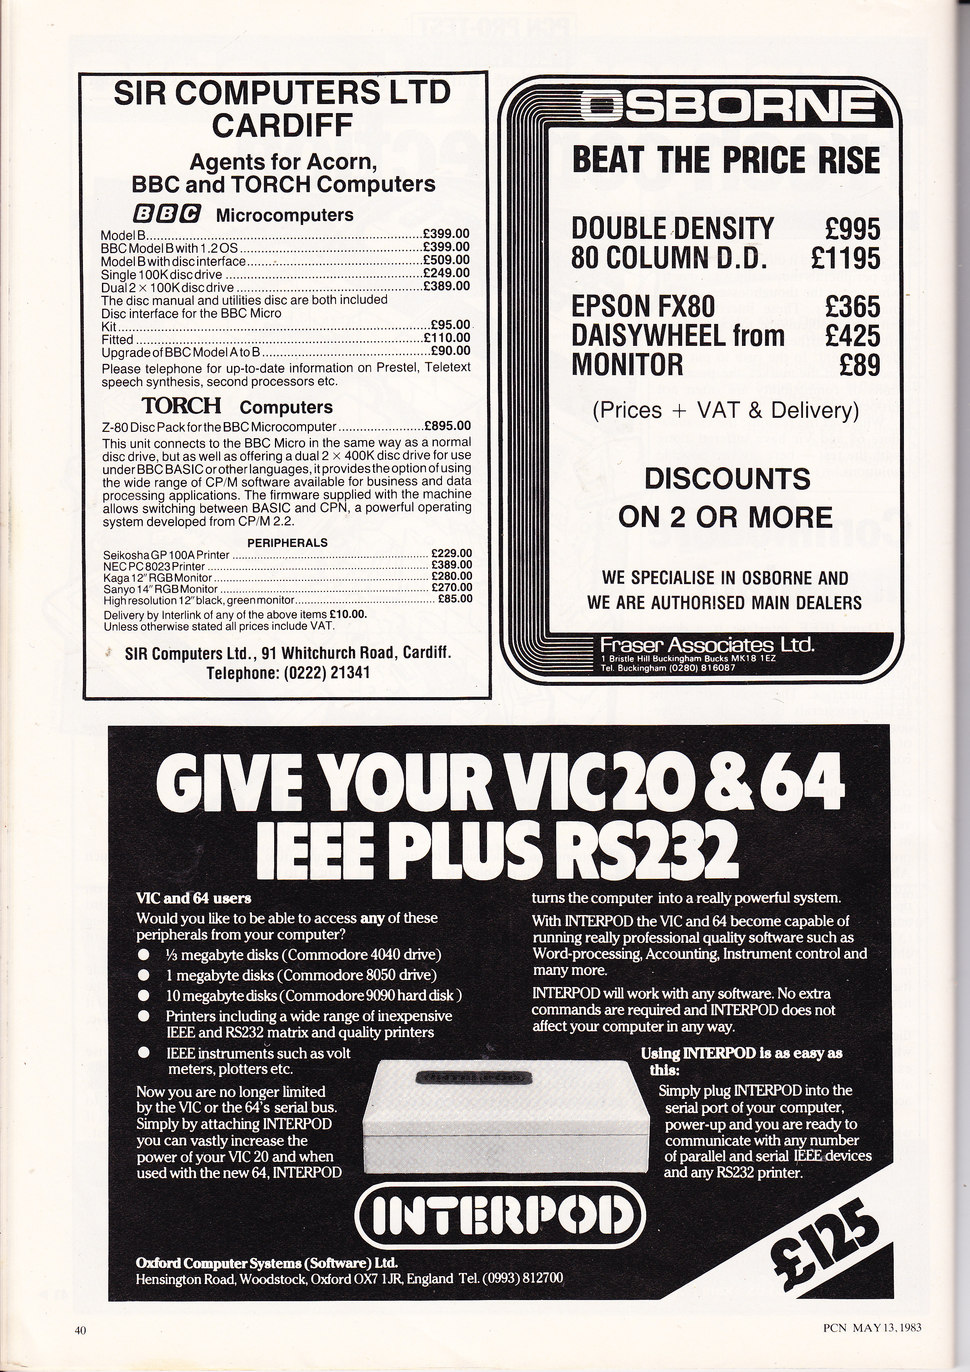 SIR COMPUTERS LTD
CARDIFF
Agents for Acorn,
BBC and TORCH Computers
BBC Microcomputers
Model B..........£399.00
BBC Model B with 1.2 OS..........£399.00
Model B with disc interface..........£509.00
Single 100K disc drive..........£249.00
Dual 2 × 100K disc drive..........£389.00
The disc manual and utilities disc are both included
Disc interface for the BBC Micro
Kit..........£95.00
Fitted..........£110.00
Upgrade of BBC Model A to B..........£90.00
Please telephone for up-to-date information on Prestel, Teletext
speech synthesis, second processors etc.
TORCH Computers
Z-80 Disc Pack for the BBC Microcomputer..........£895.00
This unit connects to the BBC Micro in the same way as a normal
disc drive, but as well as offering a dual 2 × 400K disc drive for use
under BBC BASIC or other languages, it provides the option of using
the wide range of CP/M software available for business and data
processing applications. The firmware supplied with the machine
allows switching between BASIC and CPN, a powerful operating
system developed from CP/M 2.2.
PERIPHERALS
Seikosha GP 100A Printer..........£229.00
NEC PC 8023 Printer..........£389.00
Kaga 12" RGB Monitor..........£280.00
Sanyo 14" RGB Monitor..........£270.00
High resolution 12" black, green monitor..........£85.00
Delivery by Interlink of any of the above items £10.00.
Unless otherwise stated all prices include VAT.
SIR Computers Ltd., 91 Whitchurch Road, Cardiff.
Telephone: (0222) 21341
OSBORNE
BEAT THE PRICE RISE
DOUBLE DENSITY £995
80 COLUMN D.D. £1195
EPSON FX80 £365
DAISYWHEEL from £425
MONITOR £89
(Prices + VAT & Delivery)
DISCOUNTS
ON 2 OR MORE
WE SPECIALISE IN OSBORNE AND
WE ARE AUTHORISED MAIN DEALERS
Fraser Associates Ltd.
1 Bristle Hill Buckingham Bucks MK18 1EZ
Tel. Buckingham (0280) 816087
GIVE YOUR VIC 20 & 64
IEEE PLUS RS232
VIC and 64 users
Would you like to be able to access any of these
peripherals from your computer?
● ⅓ megabyte disks (Commodore 4040 drive)
● 1 megabyte disks (Commodore 8050 drive)
● 10 megabyte disks (Commodore 9090 hard disk)
● Printers including a wide range of inexpensive
IEEE and RS232 matrix and quality printers
● IEEE instruments such as volt
meters, plotters etc.
Now you are no longer limited
by the VIC or the 64's serial bus.
Simply by attaching INTERPOD
you can vastly increase the
power of your VIC 20 and when
used with the new 64, INTERPOD
turns the computer into a really powerful system.
With INTERPOD the VIC and 64 become capable of
running really professional quality software such as
Word-processing, Accounting, Instrument control and
many more.
INTERPOD will work with any software. No extra
commands are required and INTERPOD does not
affect your computer in any way.
Using INTERPOD is as easy as
this:
Simply plug INTERPOD into the
serial port of your computer,
power-up and you are ready to
communicate with any number
of parallel and serial IEEE devices
and any RS232 printer.
INTERPOD
INTERPOD
£125
Oxford Computer Systems (Software) Ltd.
Hensington Road, Woodstock, Oxford OX7 1JR, England Tel. (0993) 812700
40
PCN MAY 13, 1983